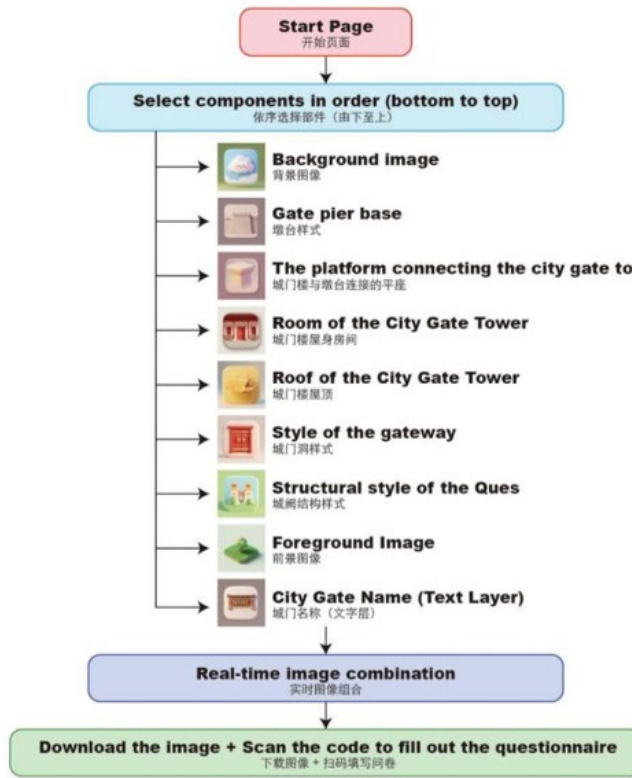 Start Page
开始页面
Select components in order (bottom to top)
依序选择部件（由下至上）
Background image
背景图像
Gate pier base
墩台样式
The platform connecting the city gate to
城门楼与墩台连接的平座
Room of the City Gate Tower
城门楼屋身房间
Roof of the City Gate Tower
城门楼屋顶
Style of the gateway
城门洞样式
Structural style of the Ques
城阙结构样式
Foreground Image
前景图像
City Gate Name (Text Layer)
城门名称（文字层）
Real-time image combination
实时图像组合
Download the image + Scan the code to fill out the questionnaire
下载图像 + 扫码填写问卷